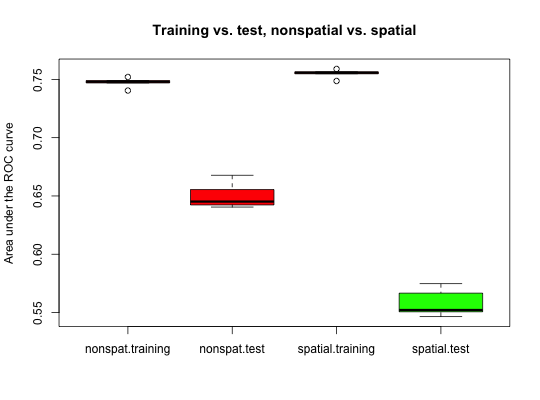 Training vs. test, nonspatial vs. spatial
Area under the ROC curve
0.75
0.70
0.65
0.60
0.55
nonspat.training
nonspat.test
spatial.training
spatial.test